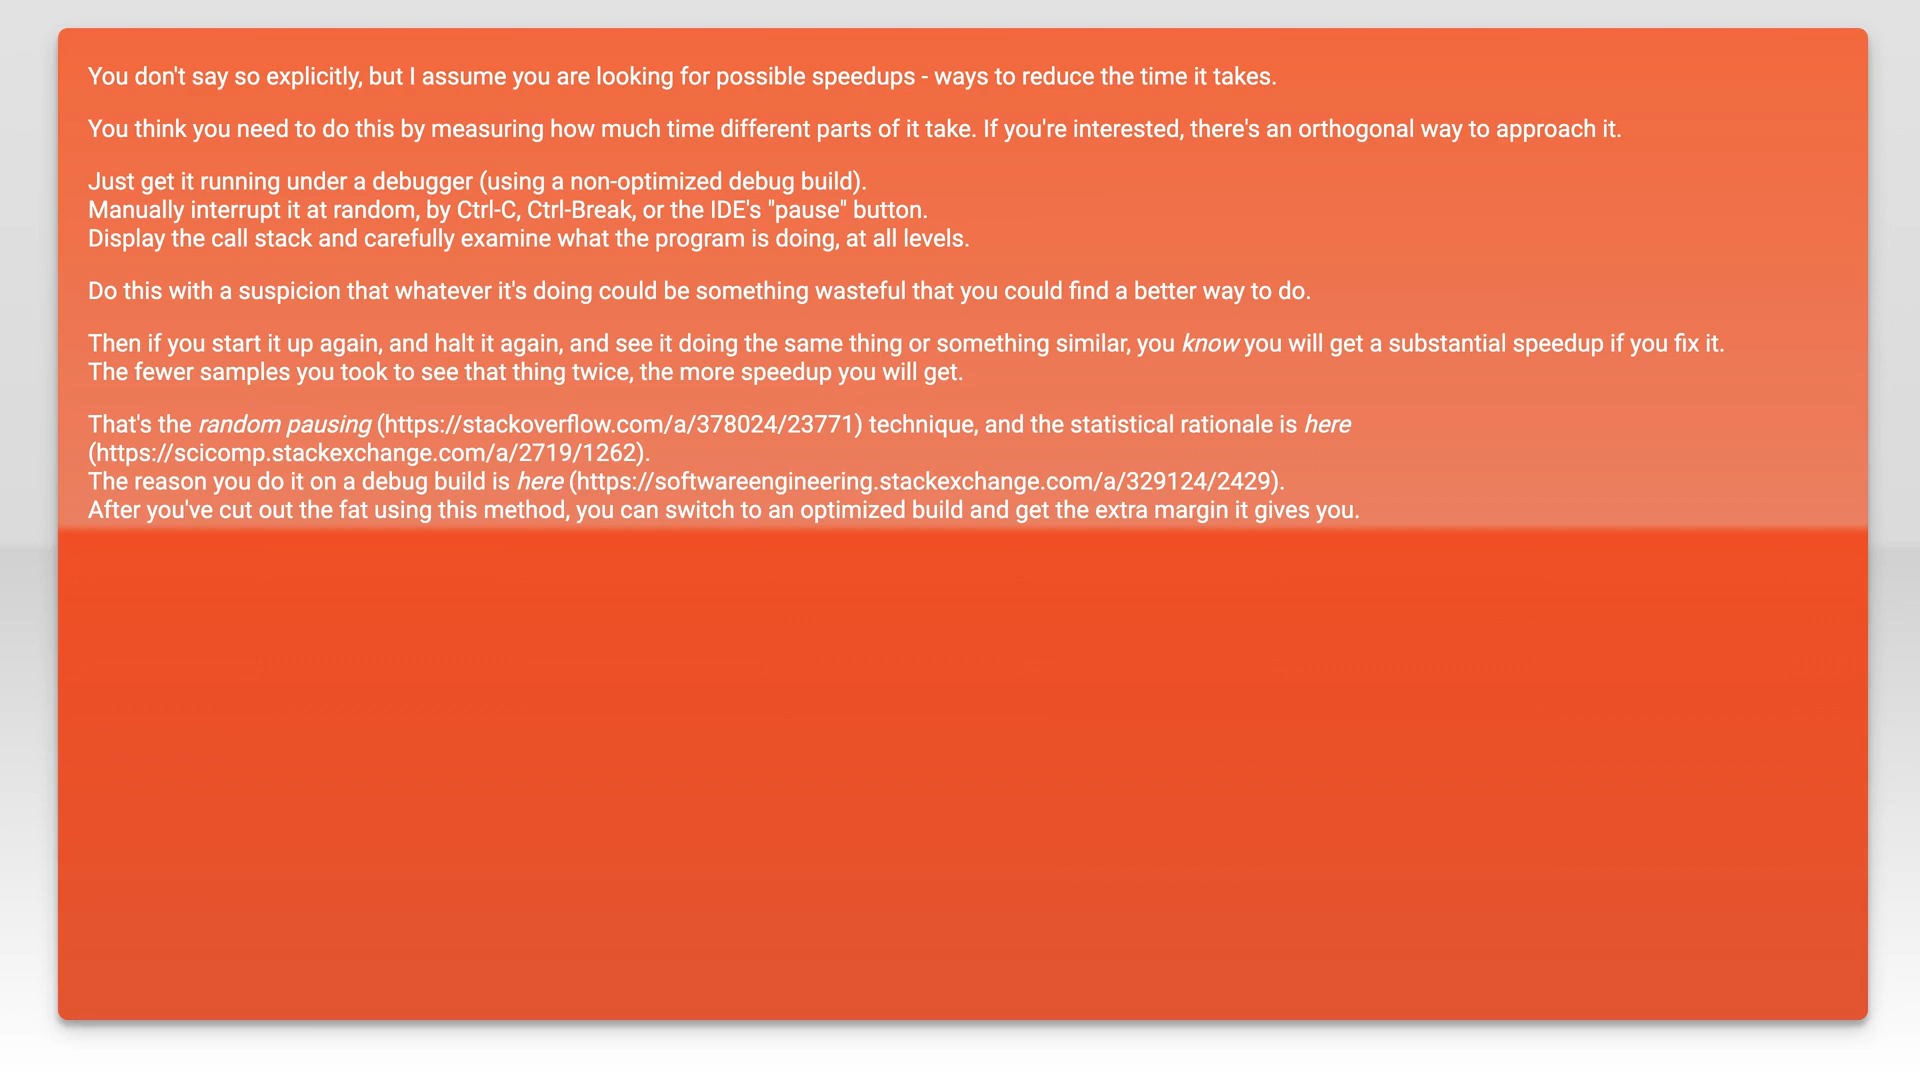 You don't say so explicitly, but I assume you are looking for possible speedups - ways to reduce the time it takes.
You think you need to do this by measuring how much time different parts of it take. If you're interested, there's an orthogonal way to approach it.
Just get it running under a debugger (using a non-optimized debug build).
Manually interrupt it at random, by Ctrl-C, Ctrl-Break, or the IDE's "pause" button.
Display the call stack and carefully examine what the program is doing, at all levels.
Do this with a suspicion that whatever it's doing could be something wasteful that you could find a better way to do.
Then if you start it up again, and halt it again, and see it doing the same thing or something similar, you know you will get a substantial speedup if you fix it.
The fewer samples you took to see that thing twice, the more speedup you will get.
That's the random pausing (https://stackoverflow.com/a/378024/23771) technique, and the statistical rationale is here
(https://scicomp.stackexchange.com/a/2719/1262).
The reason you do it on a debug build is here (https://softwareengineering.stackexchange.com/a/329124/2429).
After you've cut out the fat using this method, you can switch to an optimized build and get the extra margin it gives you.